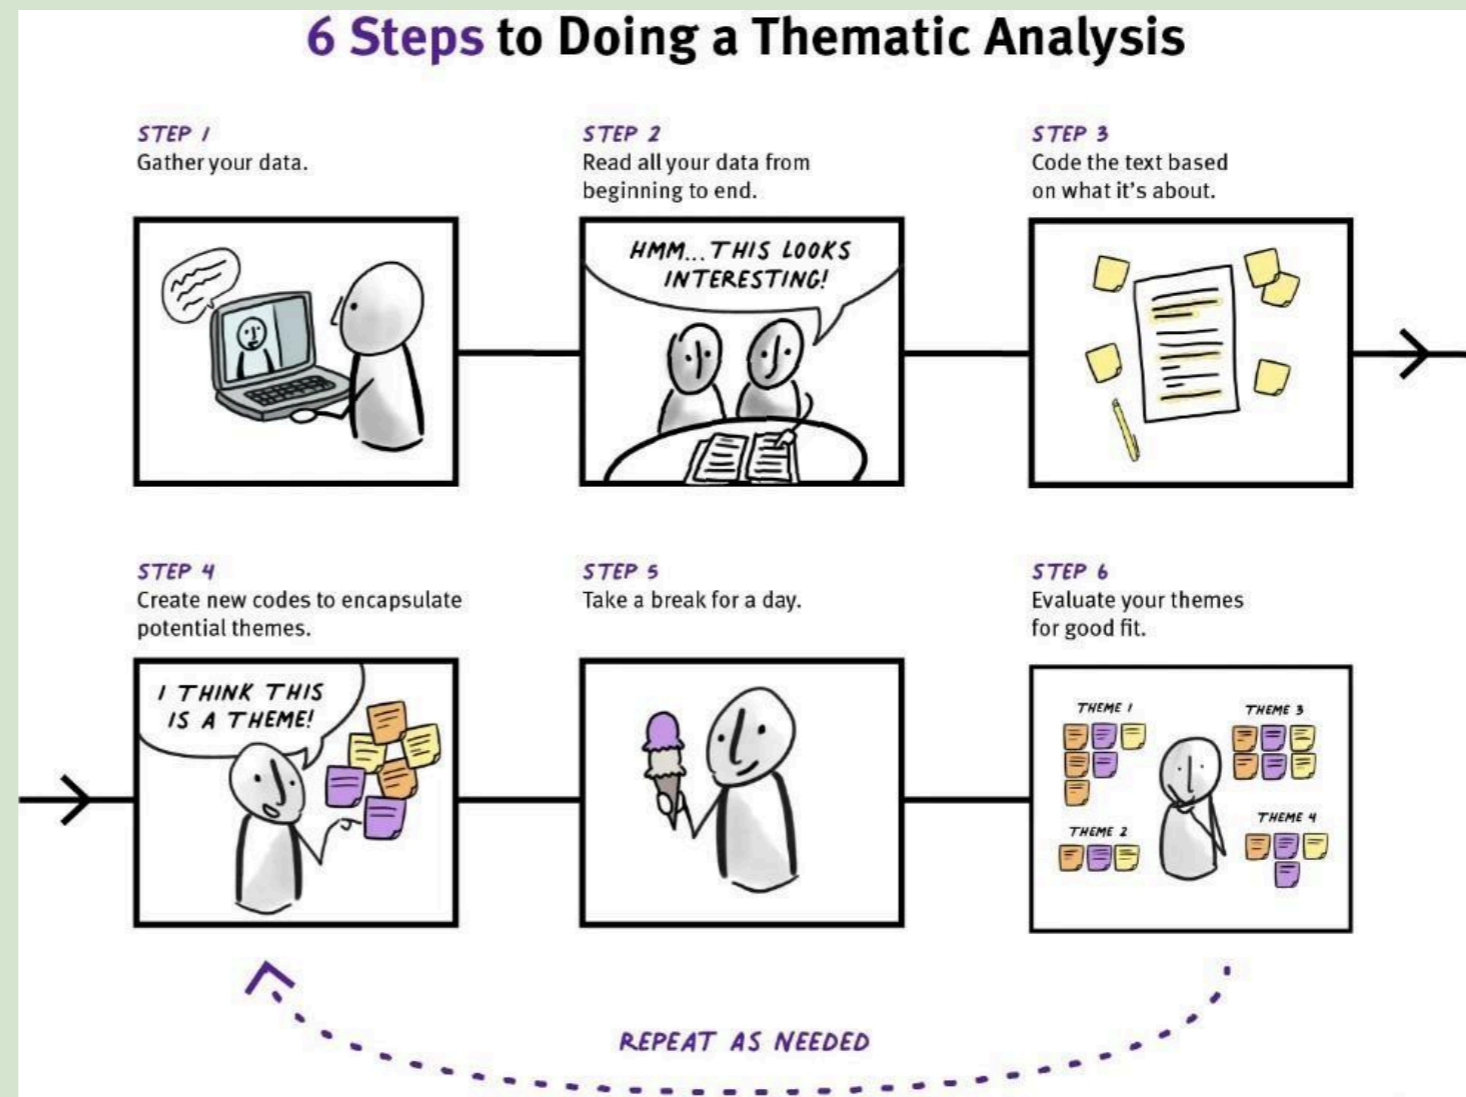 6 Steps to Doing a Thematic Analysis
STEP 1
Gather your data.
STEP 2
Read all your data from
beginning to end.
HMM... THIS LOOKS
INTERESTING!
STEP 3
Code the text based
on what it's about.
STEP 4
Create new codes to encapsulate
potential themes.
I THINK THIS
IS A THEME!
STEP 5
Take a break for a day.
STEP 6
Evaluate your themes
for good fit.
THEME 1
THEME 3
THEME 2
THEME 4
REPEAT AS NEEDED